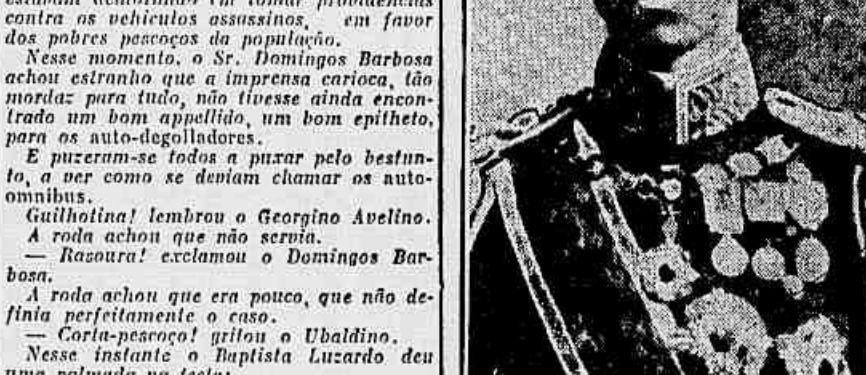 contra os vehiculos assassinos, em favor
dos pobres pescoços da população.
Nesse momento, o Sr. Domingos Barbosa
achou estranho que a imprensa carioca, tão
mordaz para tudo, não tivesse ainda encon-
trado um bom appellido, um bom epitheto,
para os auto-degolladores.
E puzeram-se todos a puxar pelo bestun-
to, a ver como se deviam chamar os auto-
omnibus.
Guilhotina! lembrou o Georgino Avelino.
A roda achou que não servia.
— Rasoura! exclamou o Domingos Bar-
bosa.
A roda achou que era pouco, que não de-
finia perfeitamente o caso.
— Corta-pescoço! gritou o Ubaldino.
Nesse instante o Baptista Luzardo deu
uma palmada na testa: